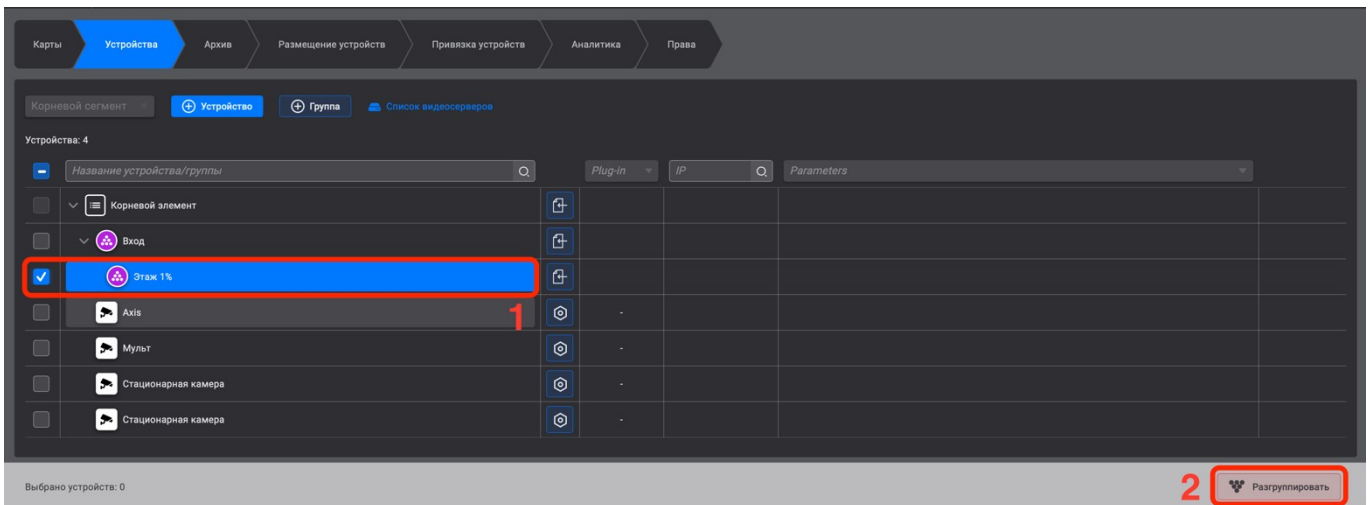 Карты Устройства Архив Размещение устройств Привязка устройств Аналитика Права
Корневой сегмент Устройство Группа Список видеосерверов
Устройства: 4
Название устройства/группы Plug-in IP Parameters
Корневой элемент
Вход
Этаж 1%
1
Axis -
Мульт -
Стационарная камера -
Стационарная камера -
Выбрано устройств: 0 2 Разгруппировать